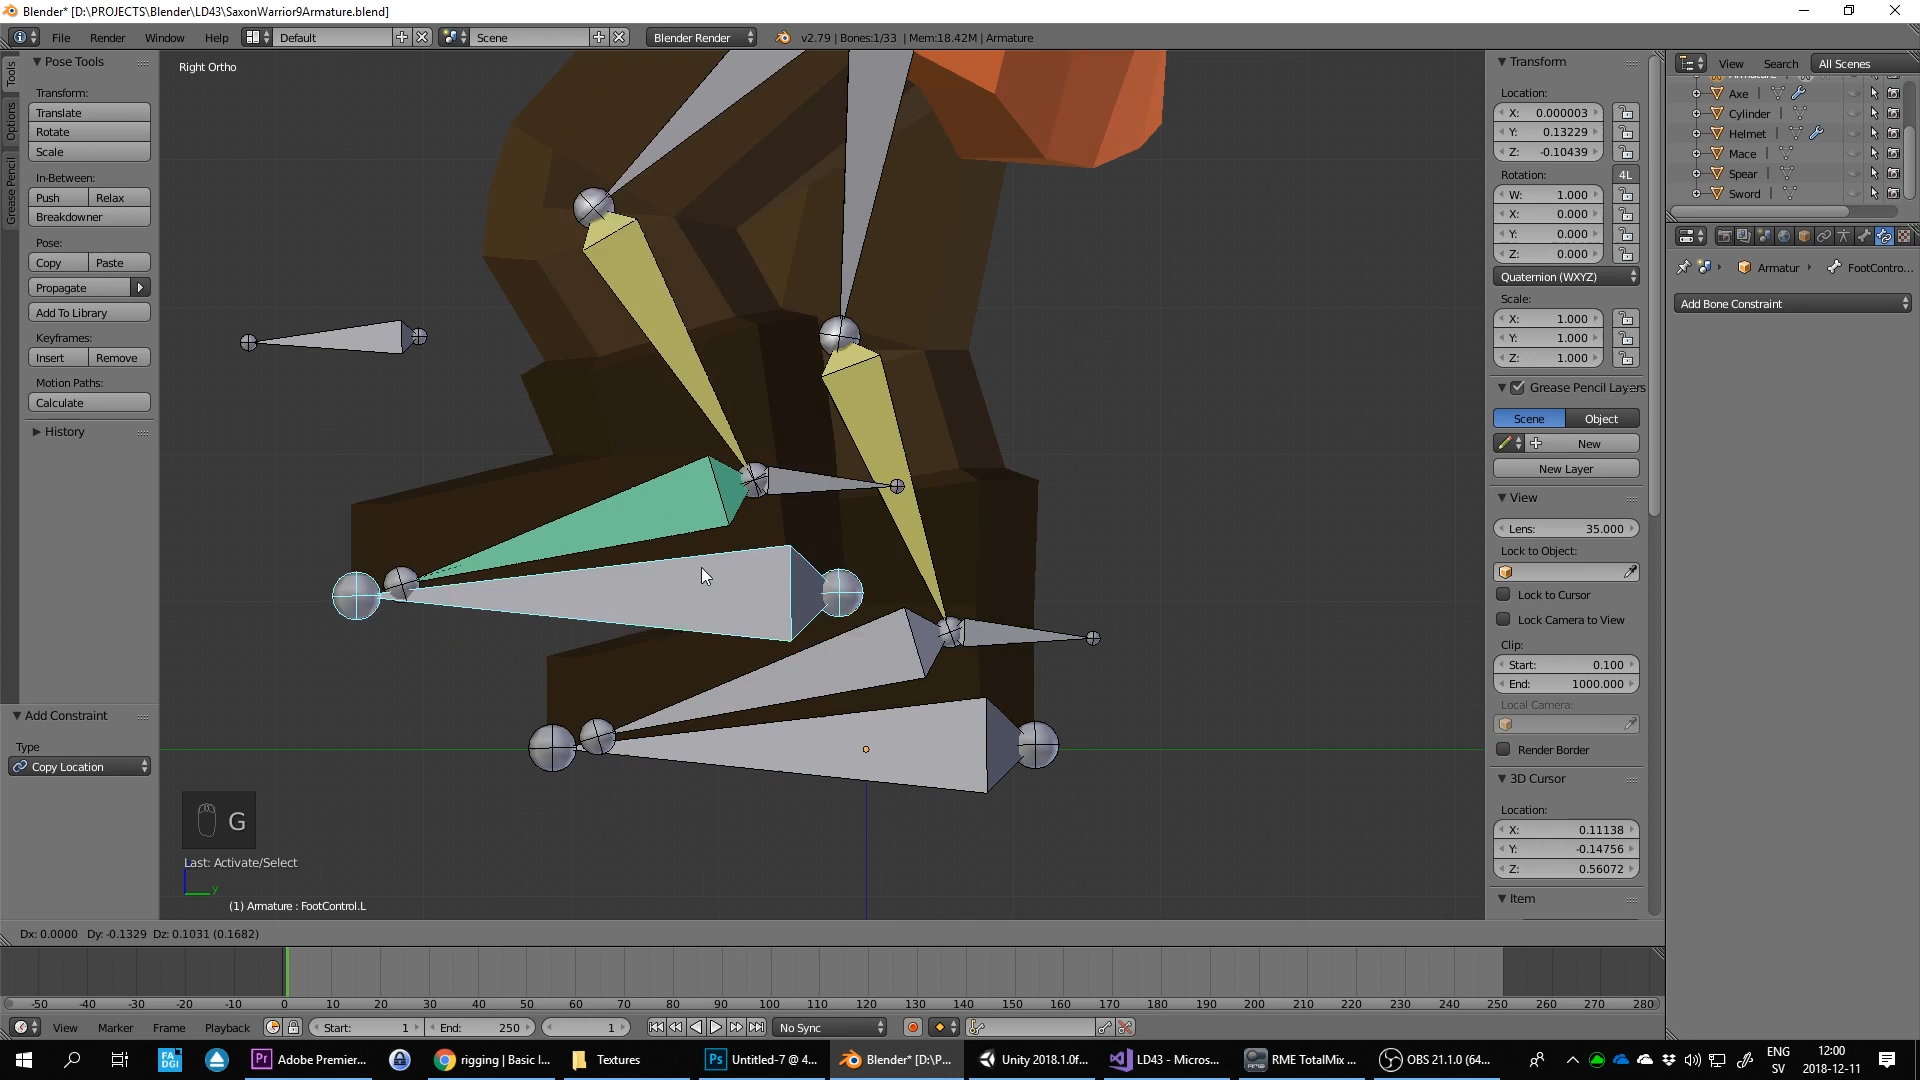 Blender* [D:\PROJECTS\Blender\LD43\SaxonWarrior9Armature.blend]
File Render Window Help Default Scene Blender Render v2.79 | Bones:1/33 | Mem:18.42M | Armature
Tools
Options
Grease Pencil
Pose Tools
Transform:
Translate
Rotate
Scale
In-Between:
Push Relax
Breakdowner
Pose:
Copy Paste
Propagate
Add To Library
Keyframes:
Insert Remove
Motion Paths:
Calculate
History
Add Constraint
Type
Copy Location
Right Ortho
G
Last: Activate/Select
y
(1) Armature : FootControl.L
Dx: 0.0000 Dy: -0.1329 Dz: 0.1031 (0.1682)
Transform
Location:
X: 0.000003
Y: 0.13229
Z: -0.10439
Rotation: 4L
W: 1.000
X: 0.000
Y: 0.000
Z: 0.000
Quaternion (WXYZ)
Scale:
X: 1.000
Y: 1.000
Z: 1.000
Grease Pencil Layers
Scene Object
New
New Layer
View
Lens: 35.000
Lock to Object:
Lock to Cursor
Lock Camera to View
Clip:
Start: 0.100
End: 1000.000
Local Camera:
Render Border
3D Cursor
Location:
X: 0.11138
Y: -0.14756
Z: 0.56072
Item
View Search All Scenes
Axe
Cylinder
Helmet
Mace
Spear
Sword
Armatur FootContro...
Add Bone Constraint
-50 -40 -30 -20 -10 0 10 20 30 40 50 60 70 80 90 100 110 120 130 140 150 160 170 180 190 200 210 220 230 240 250 260 270 280
View Marker Frame Playback Start: 1 End: 250 1 No Sync
FA DGI Adobe Premier... rigging | Basic I... Textures Untitled-7 @ 4... Blender* [D:\P... Unity 2018.1.0f... LD43 - Micros... RME TotalMix ... OBS 21.1.0 (64...
ENG
SV
12:00
2018-12-11